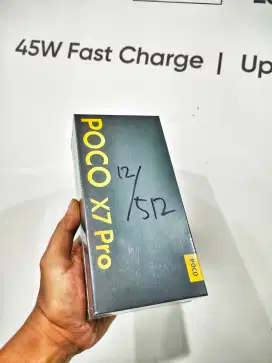 45W Fast Charge | Up
POCO X7 Pro
12/512
POCO